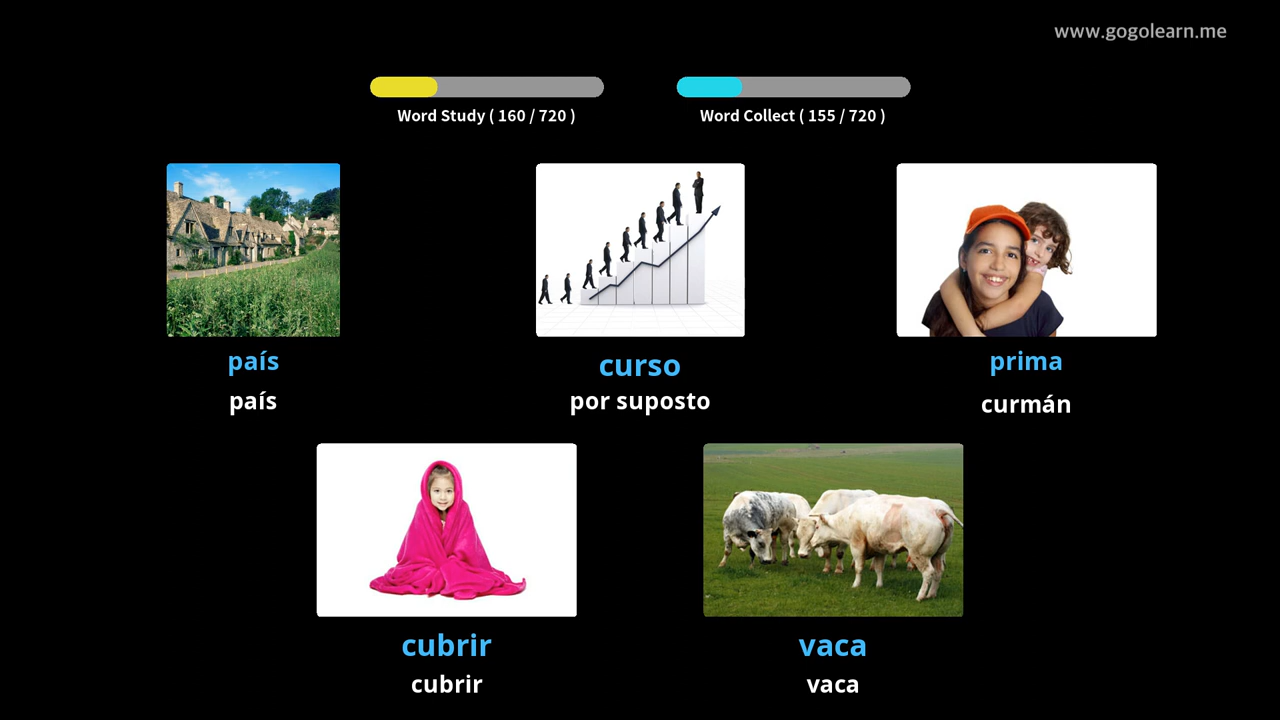 www.gogolearn.me
Word Study ( 160 / 720 )
Word Collect ( 155 / 720 )
país
país
curso
por suposto
prima
curmán
cubrir
cubrir
vaca
vaca